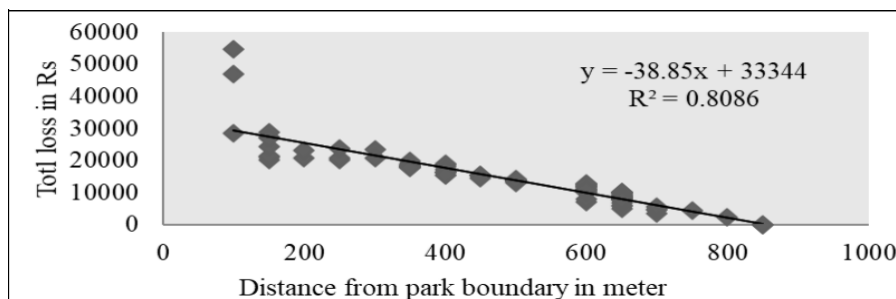 60000
50000
40000
30000
20000
10000
0
Totl loss in Rs
y = -38.85x + 33344
R² = 0.8086
0 200 400 600 800 1000
Distance from park boundary in meter